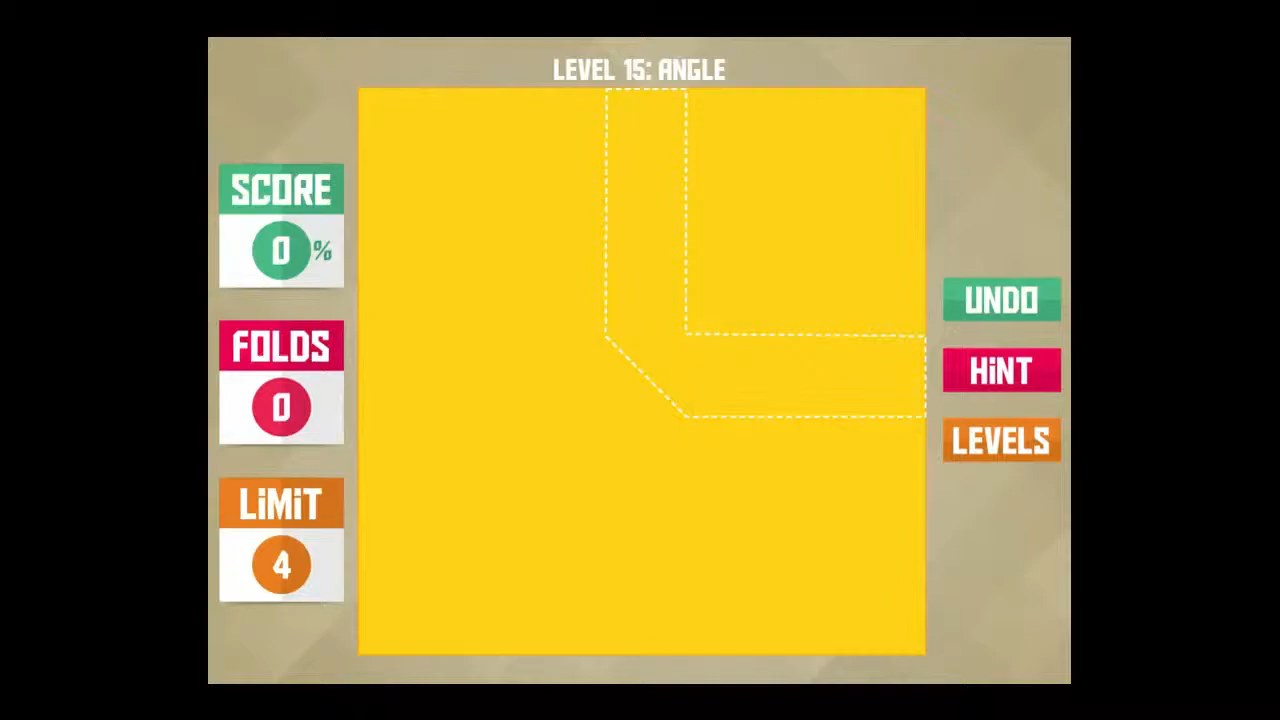 LEVEL 15: ANGLE
SCORE
0 %
FOLDS
0
LiMiT
4
UNDO
HiNT
LEVELS